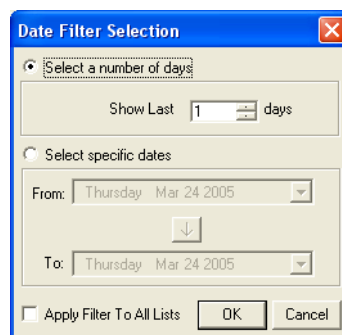 Date Filter Selection
Select a number of days
Show Last 1 days
Select specific dates
From: Thursday Mar 24 2005
To: Thursday Mar 24 2005
Apply Filter To All Lists OK Cancel